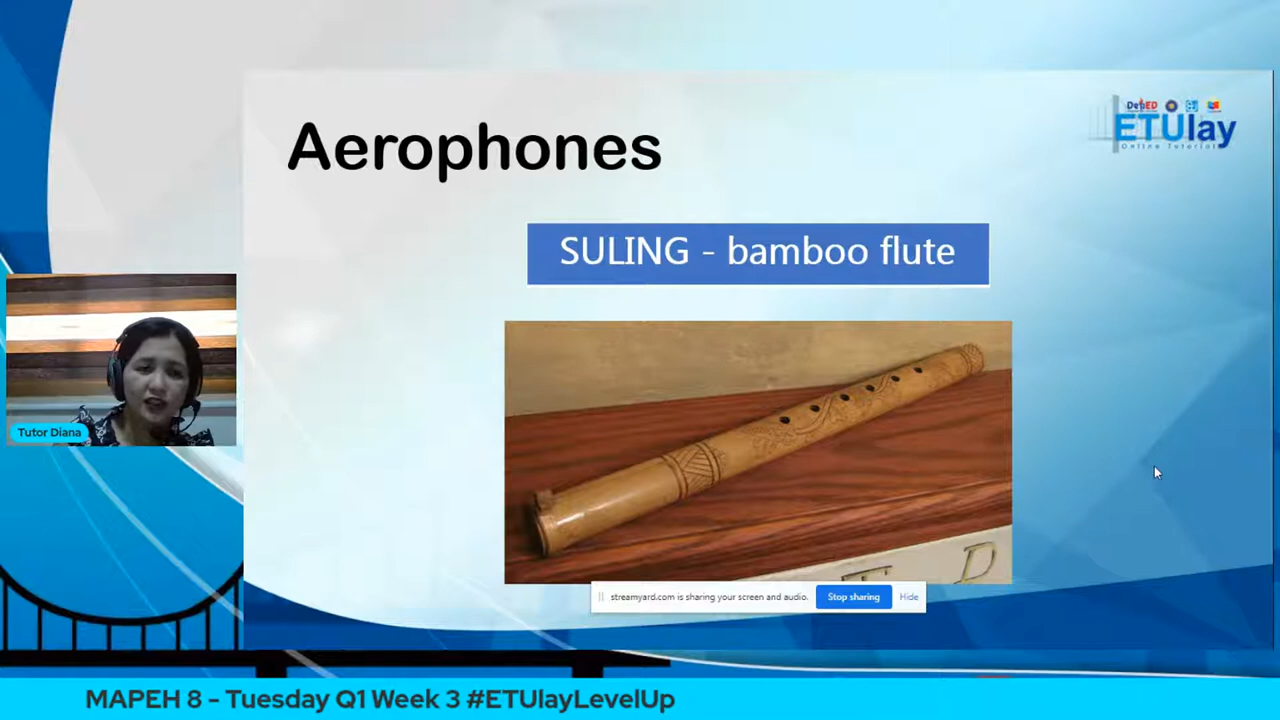 Aerophones
DepED
ETUlay
Online Tutorial
SULING - bamboo flute
Tutor Diana
T D
streamyard.com is sharing your screen and audio.
Stop sharing
Hide
MAPEH 8 - Tuesday Q1 Week 3 #ETUlayLevelUp